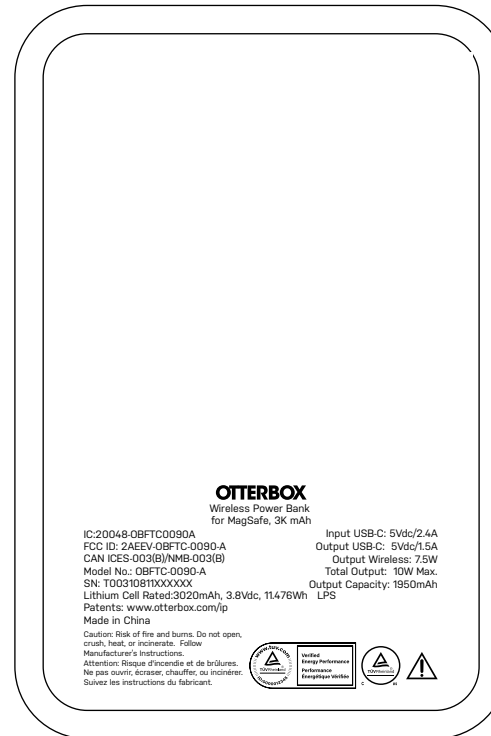 OTTERBOX
Wireless Power Bank
for MagSafe, 3K mAh
IC:20048-OBFTC0090A
FCC ID: 2AEEV-OBFTC-0090-A
CAN ICES-003(B)/NMB-003(B)
Model No.: OBFTC-0090-A
SN: T00310811XXXXXX
Input USB-C: 5Vdc/2.4A
Output USB-C: 5Vdc/1.5A
Output Wireless: 7.5W
Total Output: 10W Max.
Output Capacity: 1950mAh
Lithium Cell Rated:3020mAh, 3.8Vdc, 11.476Wh LPS
Patents: www.otterbox.com/ip
Made in China
Caution: Risk of fire and burns. Do not open,
crush, heat, or incinerate. Follow
Manufacturer's Instructions.
Attention: Risque d'incendie et de brûlures.
Ne pas ouvrir, écraser, chauffer, ou incinérer.
Suivez les instructions du fabricant.
www.tuv.com
TÜVRheinland
Verified
Energy Performance
Performance
Énergétique Vérifiée
TÜVRheinland